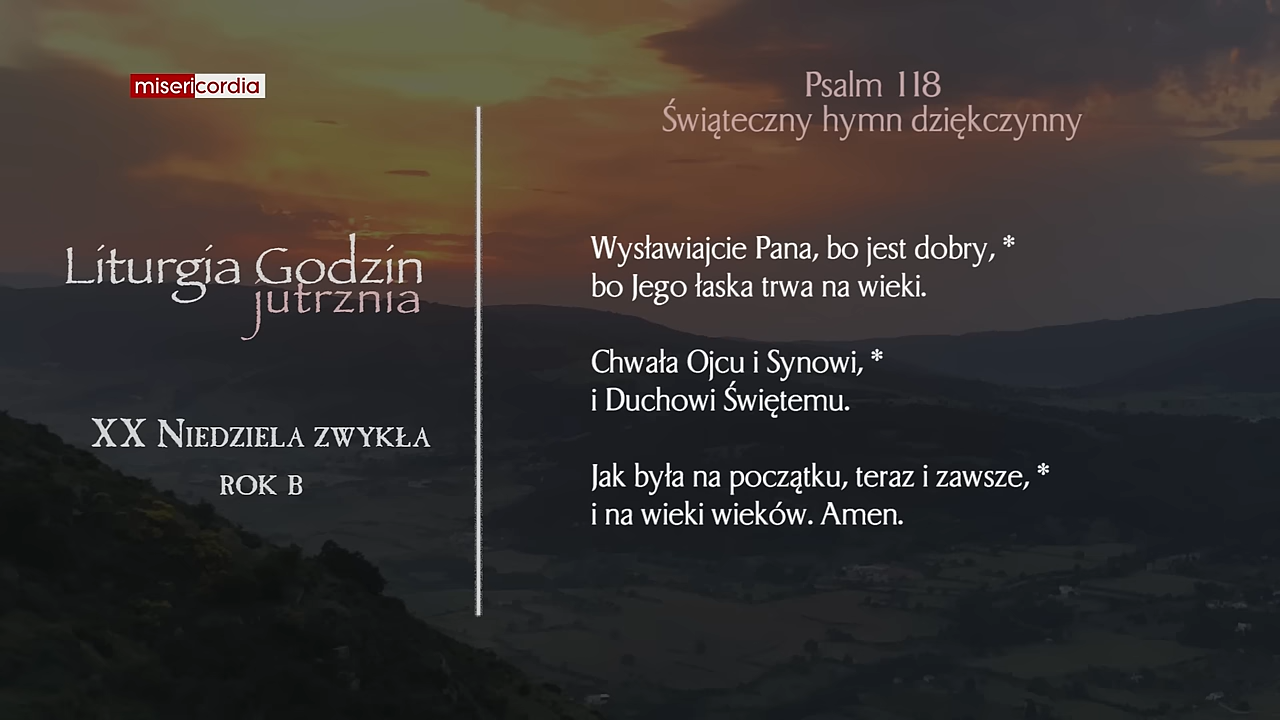 misericordia
Liturgia Godzin
jutrznia
XX Niedziela zwykła
rok B
Psalm 118
Świąteczny hymn dziękczynny
Wysławiajcie Pana, bo jest dobry, *
bo Jego łaska trwa na wieki.
Chwała Ojcu i Synowi, *
i Duchowi Świętemu.
Jak była na początku, teraz i zawsze, *
i na wieki wieków. Amen.